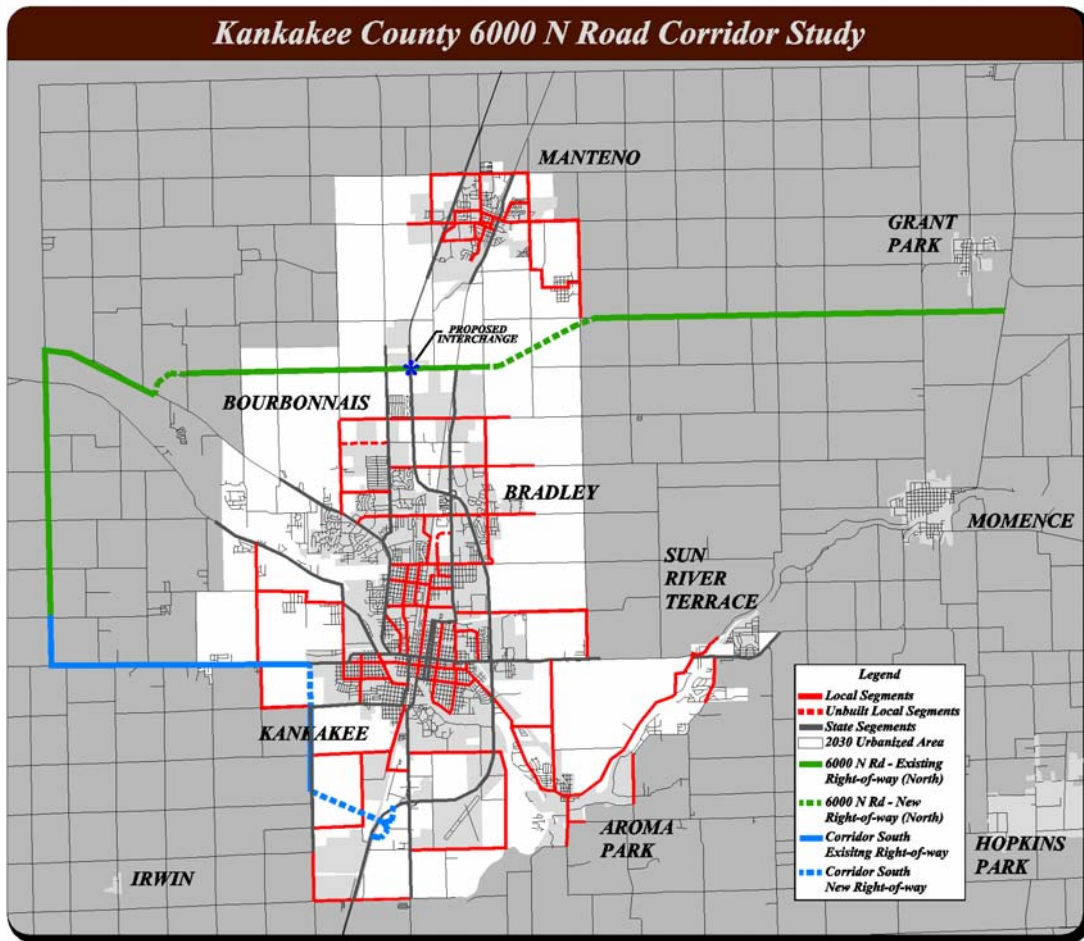 Kankakee County 6000 N Road Corridor Study
MANTENO
GRANT
PARK
PROPOSED
INTERCHANGE
BOURBONNAIS
BRADLEY
MOMENCE
SUN
RIVER
TERRACE
KANKAKEE
AROMA
PARK
HOPKINS
PARK
IRWIN
Legend
Local Segments
Unbuilt Local Segments
State Segements
2030 Urbanized Area
6000 N Rd - Existing
Right-of-way (North)
6000 N Rd - New
Right-of-way (North)
Corridor South
Exisitng Right-of-way
Corridor South
New Right-of-way